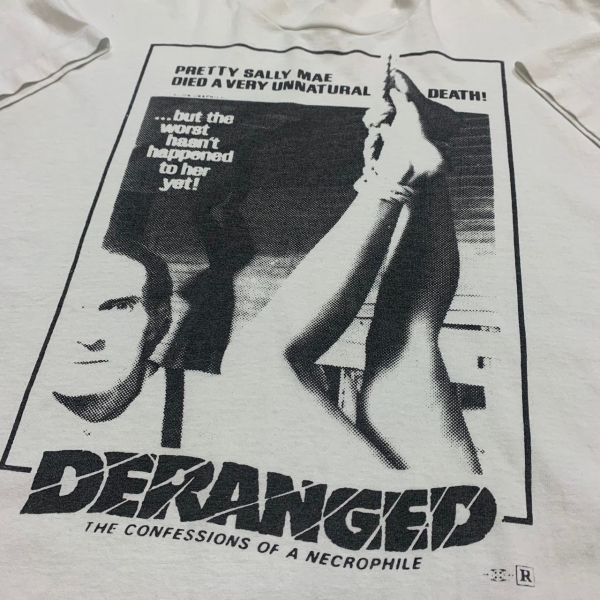 PRETTY SALLY MAE
DIED A VERY UNNATURAL DEATH!
...but the
worst
hasn't
happened
to her
yet!
DERANGED
THE CONFESSIONS OF A NECROPHILE
R